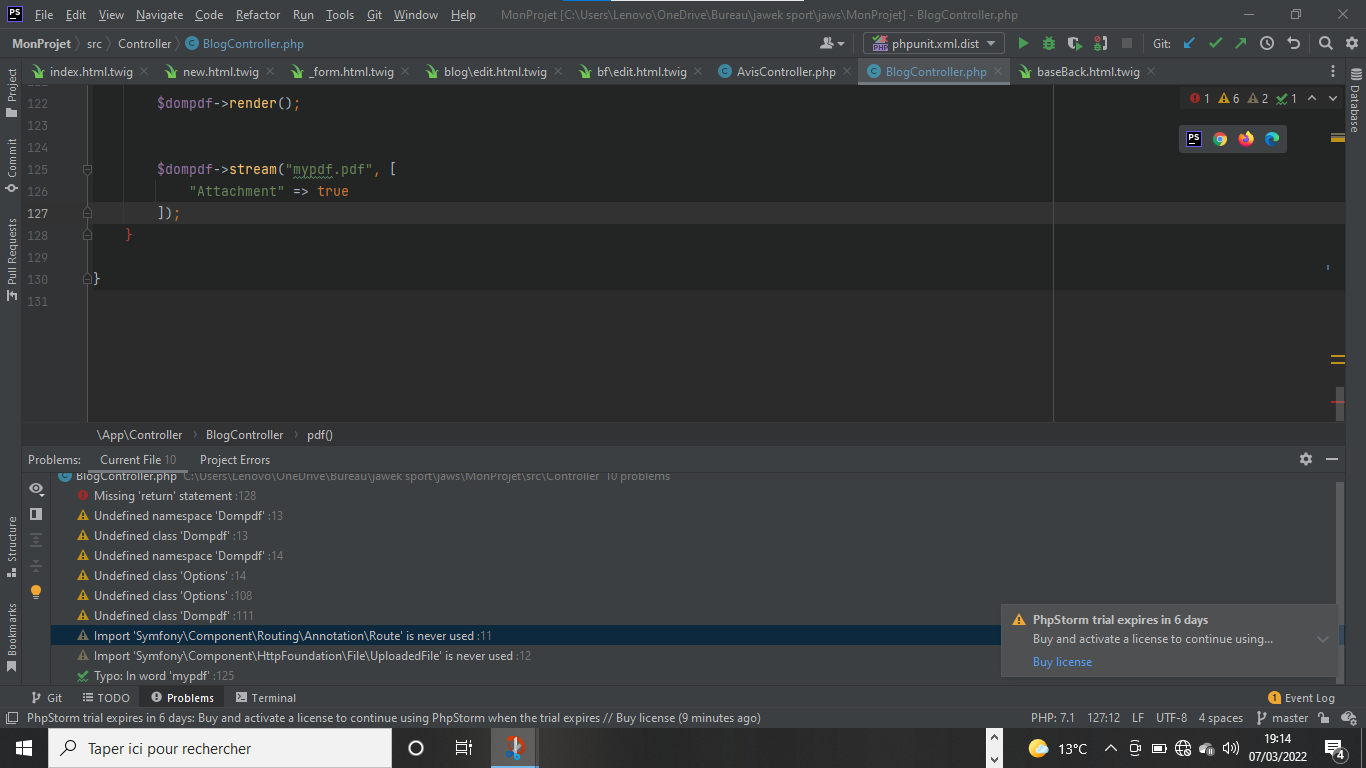 PS File Edit View Navigate Code Refactor Run Tools Git Window Help MonProjet [C:\Users\Lenovo\OneDrive\Bureau\jawek sport\jaws\MonProjet] - BlogController.php
MonProjet src Controller BlogController.php phpunit.xml.dist Git:
index.html.twig new.html.twig _form.html.twig blog\edit.html.twig bf\edit.html.twig AvisController.php BlogController.php baseBack.html.twig
Project
Commit
Pull Requests
Structure
Bookmarks
Database
1 6 2 1
PS
122 $dompdf->render();
123
124
125 $dompdf->stream("mypdf.pdf", [
126 "Attachment" => true
127 ]);
128 }
129
130 }
131
\App\Controller BlogController pdf()
Problems: Current File 10 Project Errors
BlogController.php C:\Users\Lenovo\OneDrive\Bureau\jawek sport\jaws\MonProjet\src\Controller 10 problems
Missing 'return' statement :128
Undefined namespace 'Dompdf' :13
Undefined class 'Dompdf' :13
Undefined namespace 'Dompdf' :14
Undefined class 'Options' :14
Undefined class 'Options' :108
Undefined class 'Dompdf' :111
Import 'Symfony\Component\Routing\Annotation\Route' is never used :11
Import 'Symfony\Component\HttpFoundation\File\UploadedFile' is never used :12
Typo: In word 'mypdf' :125
PhpStorm trial expires in 6 days
Buy and activate a license to continue using...
Buy license
Git TODO Problems Terminal 1 Event Log
PhpStorm trial expires in 6 days: Buy and activate a license to continue using PhpStorm when the trial expires // Buy license (9 minutes ago) PHP: 7.1 127:12 LF UTF-8 4 spaces master
Taper ici pour rechercher 13°C 19:14
07/03/2022 4